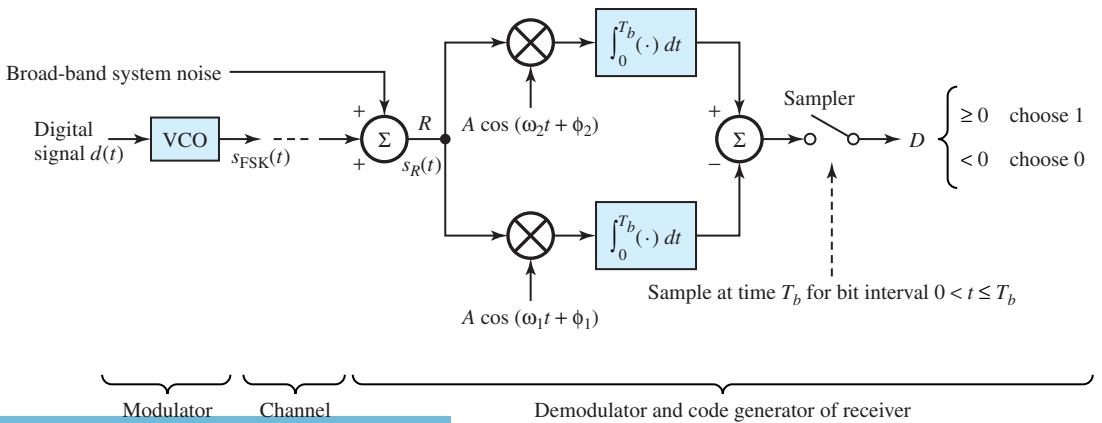 ∫₀^{T_b} (·) dt
Broad-band system noise
A cos (ω₂t + ϕ₂)
Sampler
Digital
signal d(t)
VCO
s_FSK(t)
+
+
Σ
R
s_R(t)
+
−
Σ
D
≥ 0 choose 1
< 0 choose 0
∫₀^{T_b} (·) dt
A cos (ω₁t + ϕ₁)
Sample at time T_b for bit interval 0 < t ≤ T_b
Modulator
Channel
Demodulator and code generator of receiver